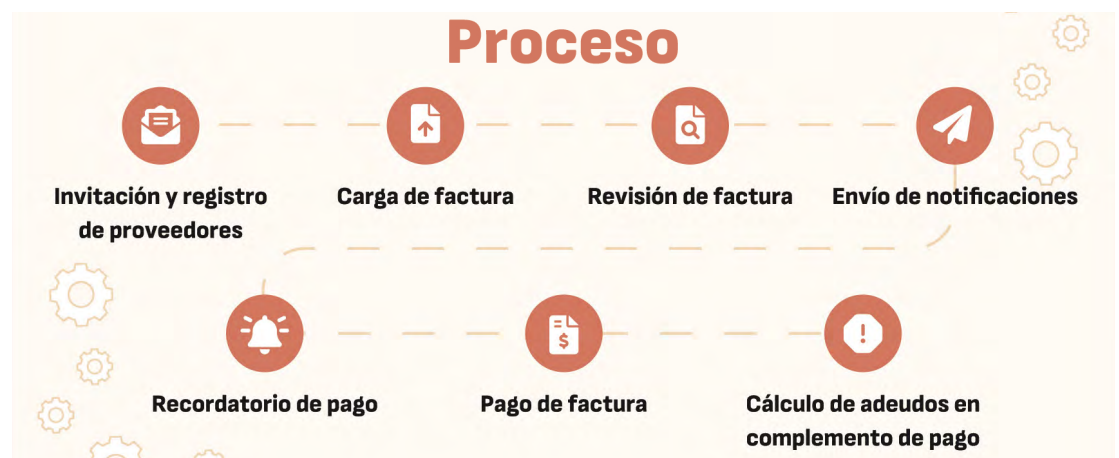 Proceso
Invitación y registro
de proveedores
Carga de factura
Revisión de factura
Envío de notificaciones
Recordatorio de pago
Pago de factura
Cálculo de adeudos en
complemento de pago